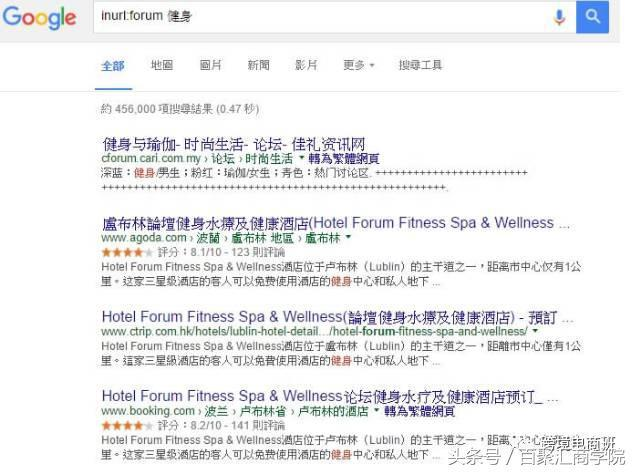 Google inurl:forum 健身
全部 地圖 圖片 新聞 影片 更多 搜尋工具
約 456,000 項搜尋結果 (0.47 秒)
健身与瑜伽- 时尚生活- 论坛- 佳礼资讯网
cforum.cari.com.my › 论坛 › 时尚生活 轉為繁體網頁
深蓝：健身/男生；粉红：瑜伽/女生；青色：熱门讨论区. +++++++++++++++++++++++++
+++++++++++++++++++++++++++++++++++++++++++++++++++++++++.
盧布林論壇健身水療及健康酒店(Hotel Forum Fitness Spa & Wellness ...
www.agoda.com › 波蘭 › 盧布林 地區 › 盧布林
評分：8.1/10 - 123 則評論
Hotel Forum Fitness Spa & Wellness酒店位于卢布林（Lublin）的主干道之一，距离市中心仅有1公
里。这家三星級酒店的客人可以免费使用酒店的健身中心和私人地下 ...
Hotel Forum Fitness Spa & Wellness(論壇健身水療及健康酒店) - 預訂 ...
www.ctrip.com.hk/hotels/lublin-hotel-detail.../hotel-forum-fitness-spa-and-wellness/
Hotel Forum Fitness Spa & Wellness酒店位於盧布林（Lublin）的主干道之一，距離市中心僅有1公
里。這家三星級酒店的客人可以免費使用酒店的健身中心和私人地下 ...
Hotel Forum Fitness Spa & Wellness论坛健身水疗及健康酒店预订_ ...
www.booking.com › 波兰 › 卢布林省 › 卢布林的酒店 轉為繁體網頁
評分：8.2/10 - 141 則評論
Hotel Forum Fitness Spa & Wellness酒店位于卢布林（Lublin）的主干道之一，距离市中心
里。这家三星级酒店的客人可以免费使用酒店的健身中心和私人地下
跨境电商班
头条号 / 百聚汇商学院